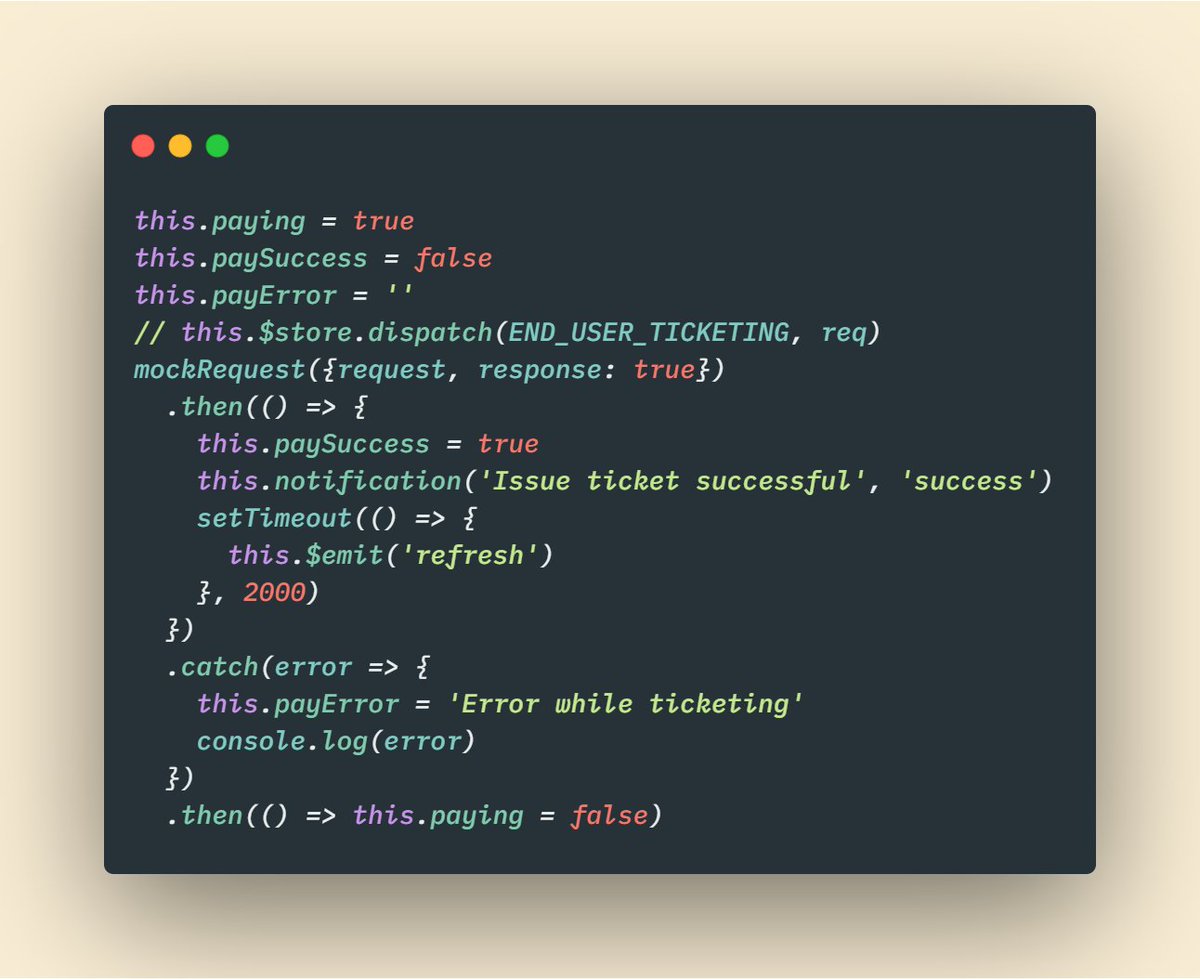 this.paying = true
this.paySuccess = false
this.payError = ''
// this.$store.dispatch(END_USER_TICKETING, req)
mockRequest({request, response: true})
  .then(() => {
    this.paySuccess = true
    this.notification('Issue ticket successful', 'success')
    setTimeout(() => {
      this.$emit('refresh')
    }, 2000)
  })
  .catch(error => {
    this.payError = 'Error while ticketing'
    console.log(error)
  })
  .then(() => this.paying = false)